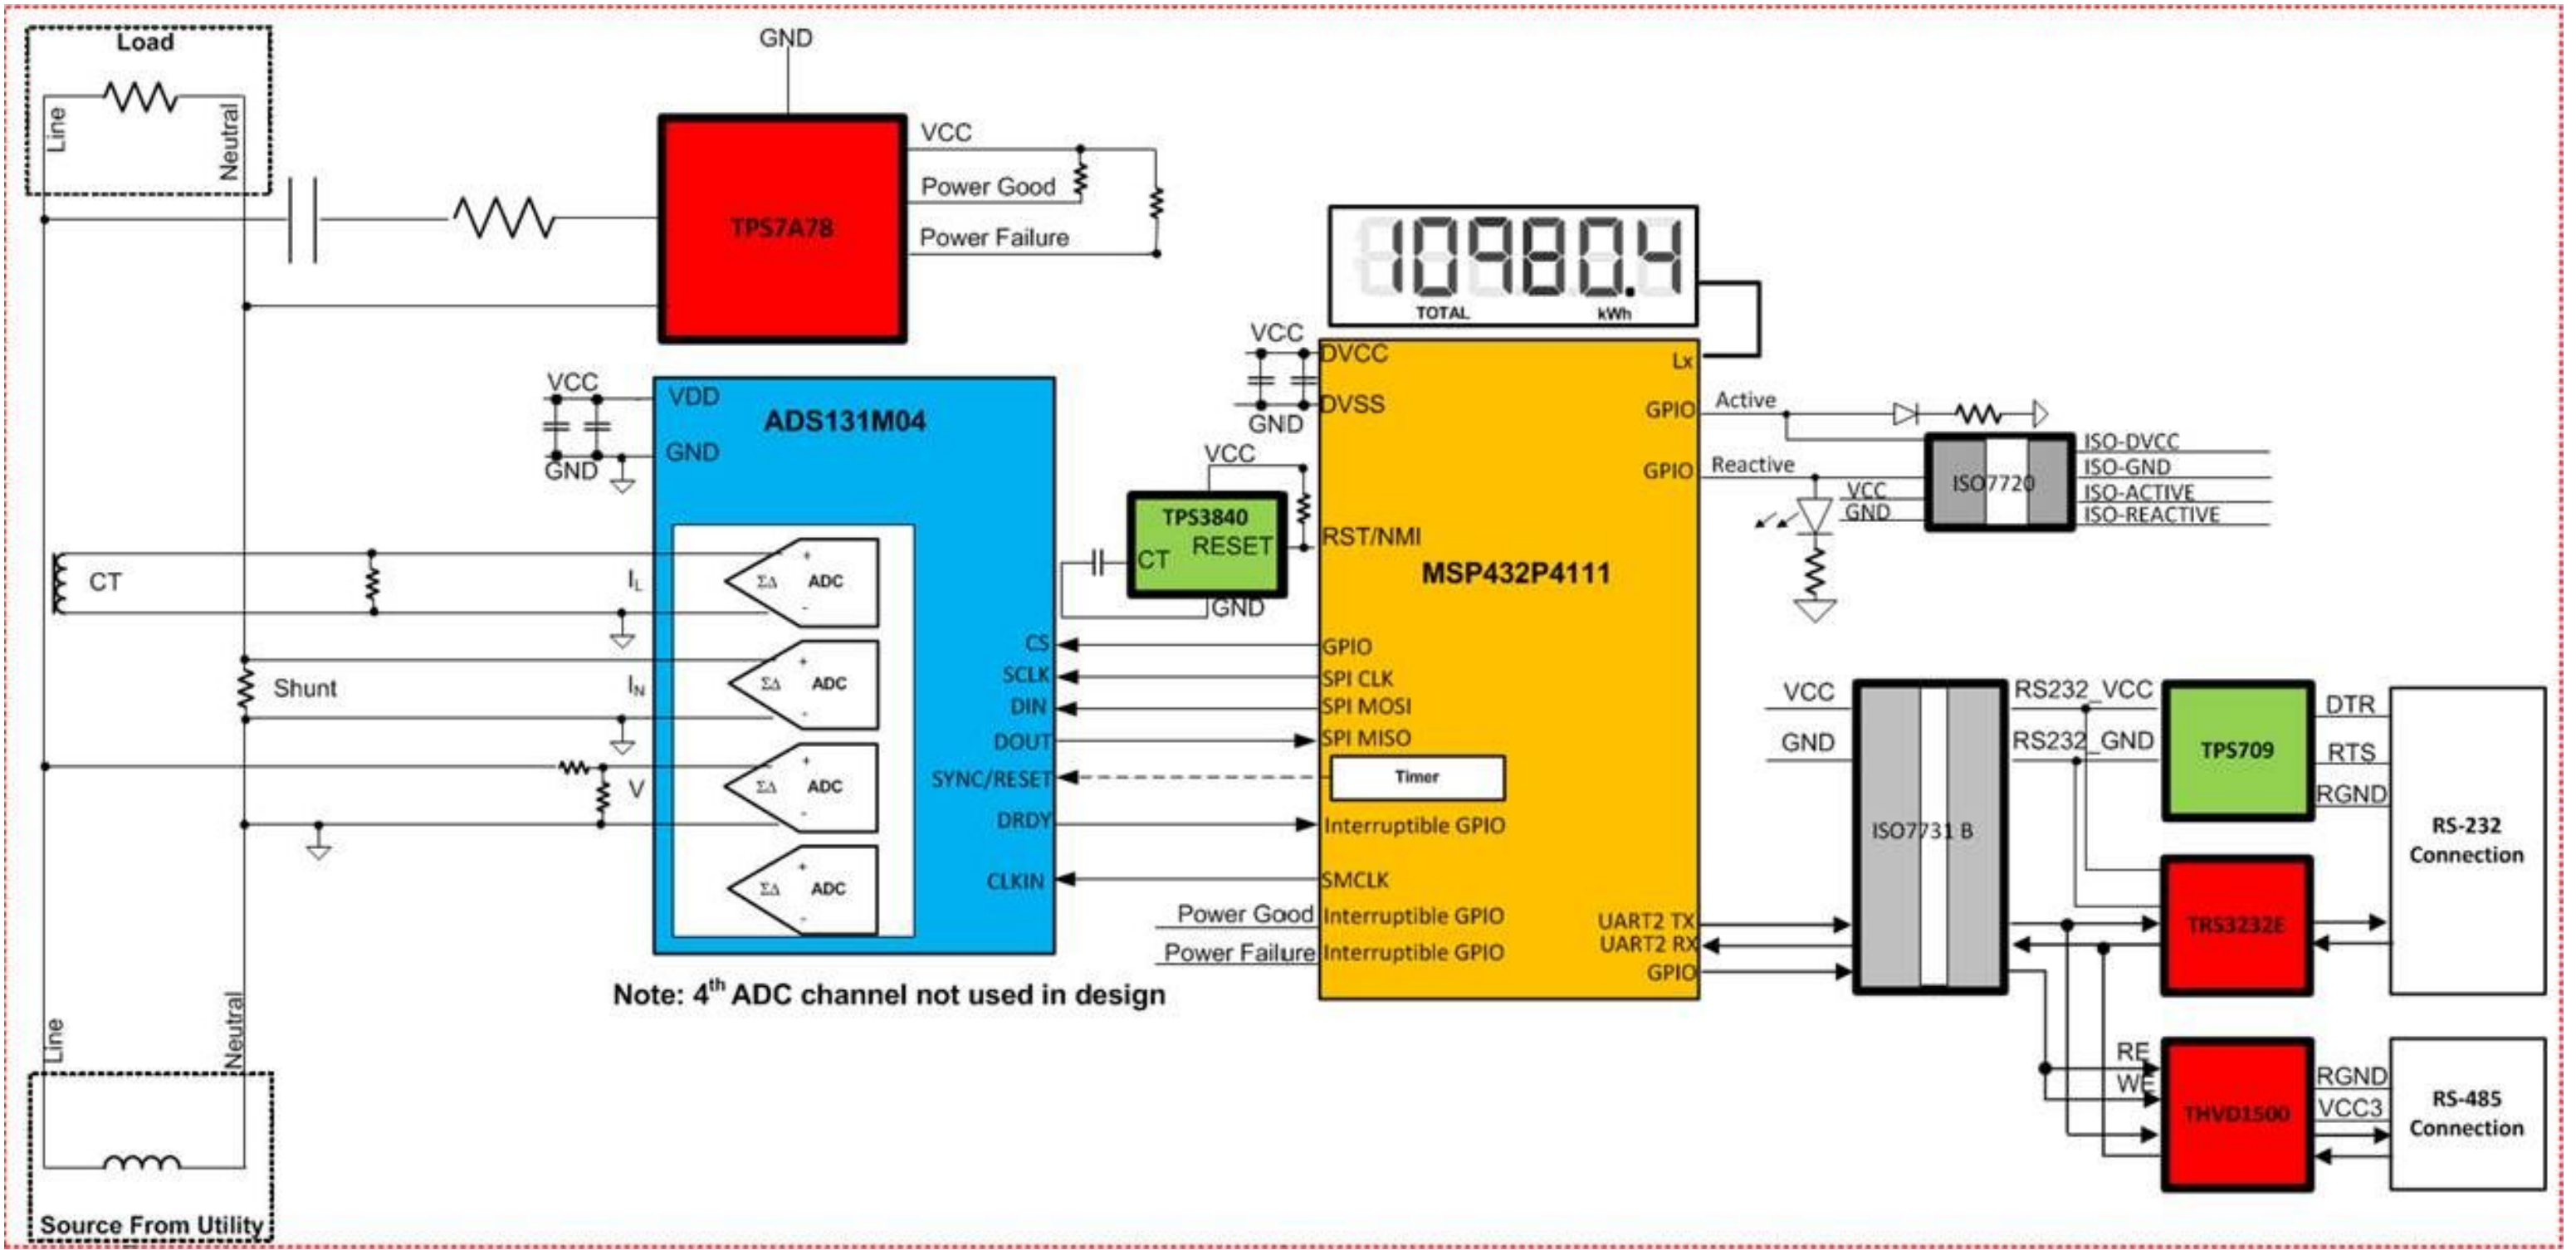 Load
Line
Neutral
GND
TPS7A78
VCC
Power Good
Power Failure
109804
TOTAL
kWh
VCC
GND
VDD
GND
ADS131M04
CT
IL
Shunt
IN
V
ΣΔ ADC
+
-
ΣΔ ADC
+
-
ΣΔ ADC
+
-
ΣΔ ADC
+
-
CS
SCLK
DIN
DOUT
SYNC/RESET
DRDY
CLKIN
Note: 4th ADC channel not used in design
VCC
TPS3840
RESET
CT
GND
VCC
GND
DVCC
DVSS
RST/NMI
MSP432P4111
GPIO
SPI CLK
SPI MOSI
SPI MISO
Timer
Interruptible GPIO
SMCLK
Power Good
Interruptible GPIO
Power Failure
Interruptible GPIO
Lx
GPIO
Active
GPIO
Reactive
VCC
GND
ISO7720
ISO-DVCC
ISO-GND
ISO-ACTIVE
ISO-REACTIVE
UART2 TX
UART2 RX
GPIO
VCC
GND
ISO7731 B
RS232_VCC
RS232_GND
TPS709
DTR
RTS
RGND
RS-232
Connection
TRS3232E
RE
WE
THVD1500
RGND
VCC3
RS-485
Connection
Line
Neutral
Source From Utility